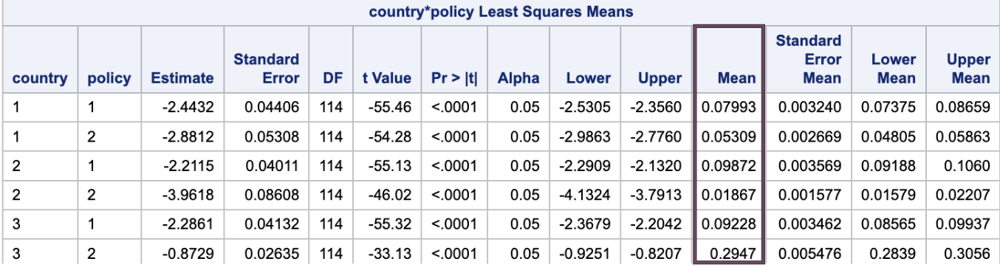 country*policy Least Squares Means
country policy Estimate Standard Error DF t Value Pr > |t| Alpha Lower Upper Mean Standard Error Mean Lower Mean Upper Mean
1 1 -2.4432 0.04406 114 -55.46 <.0001 0.05 -2.5305 -2.3560 0.07993 0.003240 0.07375 0.08659
1 2 -2.8812 0.05308 114 -54.28 <.0001 0.05 -2.9863 -2.7760 0.05309 0.002669 0.04805 0.05863
2 1 -2.2115 0.04011 114 -55.13 <.0001 0.05 -2.2909 -2.1320 0.09872 0.003569 0.09188 0.1060
2 2 -3.9618 0.08608 114 -46.02 <.0001 0.05 -4.1324 -3.7913 0.01867 0.001577 0.01579 0.02207
3 1 -2.2861 0.04132 114 -55.32 <.0001 0.05 -2.3679 -2.2042 0.09228 0.003462 0.08565 0.09937
3 2 -0.8729 0.02635 114 -33.13 <.0001 0.05 -0.9251 -0.8207 0.2947 0.005476 0.2839 0.3056